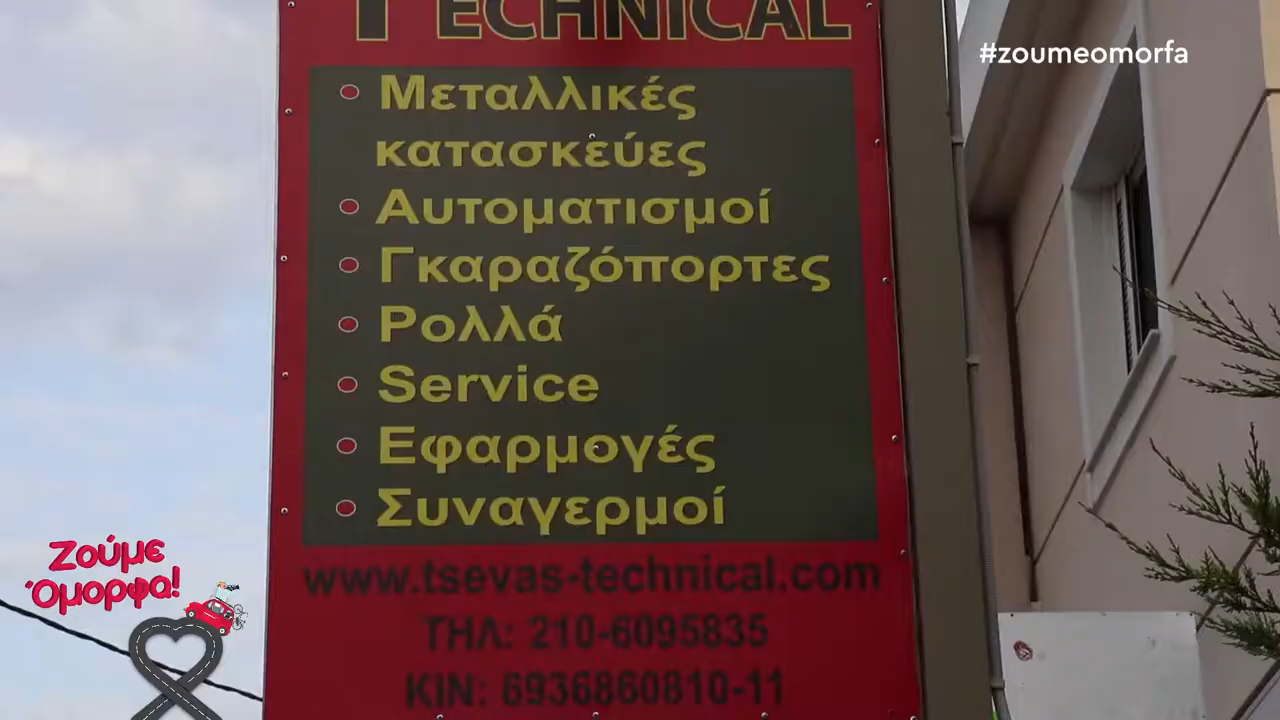 TECHNICAL
#zoumeomorfa
• Μεταλλικές
κατασκεύες
• Αυτοματισμοί
• Γκαραζόπορτες
• Ρολλά
• Service
• Εφαρμογές
• Συναγερμοί
www.tsevas-technical.com
ΤΗΛ: 210-6095835
ΚΙΝ: 6936860810-11
Ζούμε
Όμορφα!